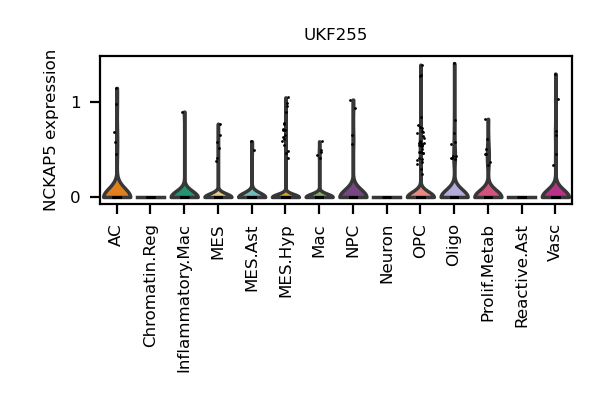 UKF255
NCKAP5 expression
1
0
AC
Chromatin.Reg
Inflammatory.Mac
MES
MES.Ast
MES.Hyp
Mac
NPC
Neuron
OPC
Oligo
Prolif.Metab
Reactive.Ast
Vasc